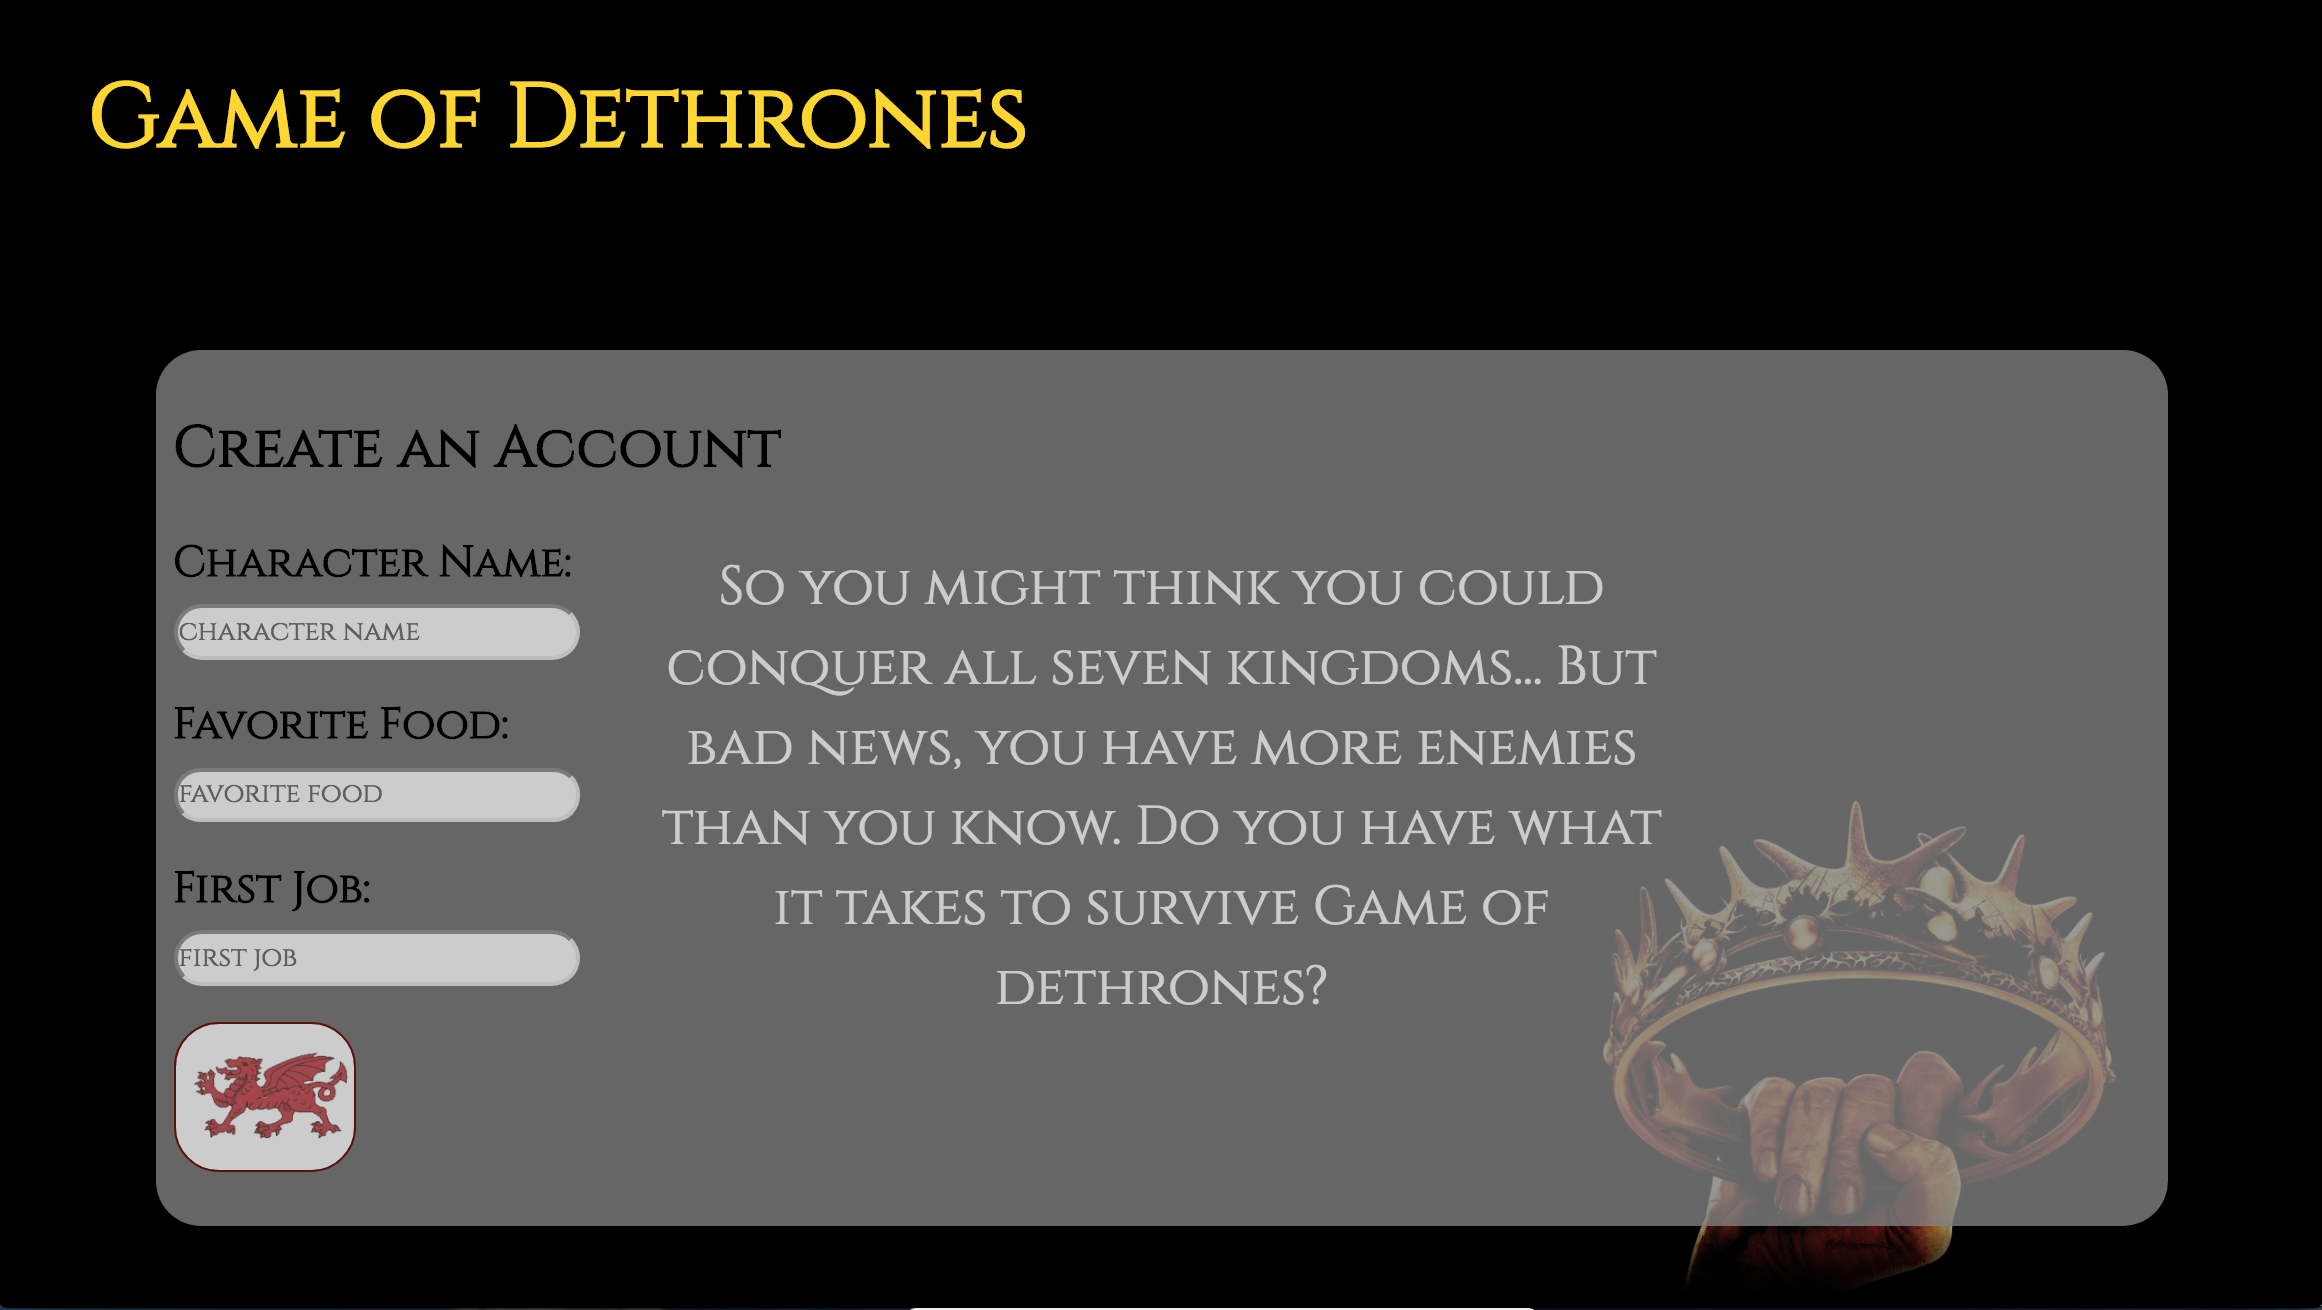 Game of Dethrones
Create an Account
Character Name:
character name
Favorite Food:
favorite food
First Job:
first job
So you might think you could
conquer all seven kingdoms... But
bad news, you have more enemies
than you know. Do you have what
it takes to survive Game of
dethrones?